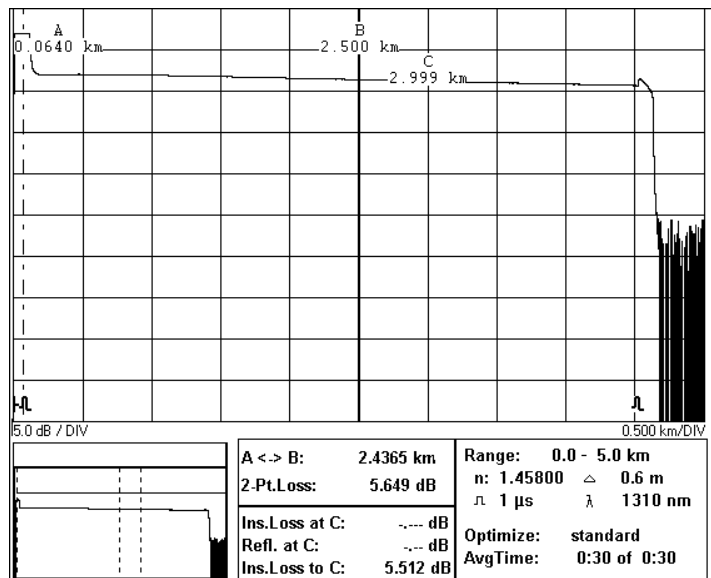 A
B
0.0640 km
2.500 km
C
2.999 km
5.0 dB / DIV
0.500 km/DIV
A <-> B: 2.4365 km
2-Pt.Loss: 5.649 dB
Ins.Loss at C: -.--- dB
Refl. at C: -.-- dB
Ins.Loss to C: 5.512 dB
Range: 0.0 - 5.0 km
n: 1.45800 △ 0.6 m
⎍ 1 µs λ 1310 nm
Optimize: standard
AvgTime: 0:30 of 0:30